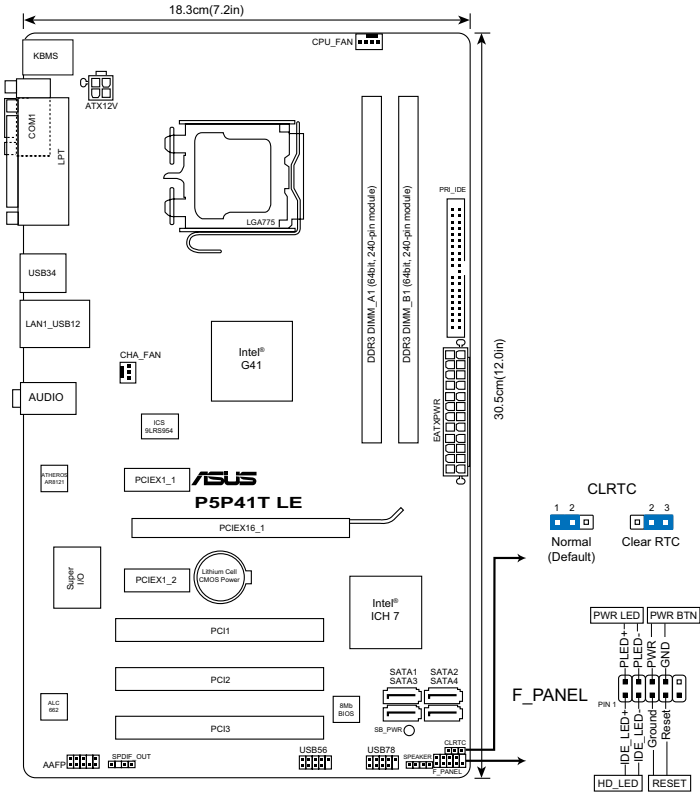 18.3cm(7.2in)
CPU_FAN
KBMS
ATX12V
COM1
LPT
LGA775
DDR3 DIMM_A1 (64bit, 240-pin module)
DDR3 DIMM_B1 (64bit, 240-pin module)
PRI_IDE
30.5cm(12.0in)
USB34
LAN1_USB12
CHA_FAN
Intel®
G41
EATXPWR
AUDIO
ICS
9LRS954
ATHEROS
AR8121
PCIEX1_1
ASUS
P5P41T LE
PCIEX16_1
Super
I/O
PCIEX1_2
Lithium Cell
CMOS Power
Intel®
ICH 7
PCI1
PCI2
PCI3
SATA1
SATA3
SATA2
SATA4
ALC
662
8Mb
BIOS
SB_PWR
CLRTC
AAFP
SPDIF_OUT
USB56
USB78
SPEAKER
F_PANEL
CLRTC
1 2
2 3
Normal
(Default)
Clear RTC
F_PANEL
PWR LED
PWR BTN
PLED+
PLED-
PWR
GND
PIN 1
IDE_LED+
IDE_LED-
Ground
Reset
HD_LED
RESET